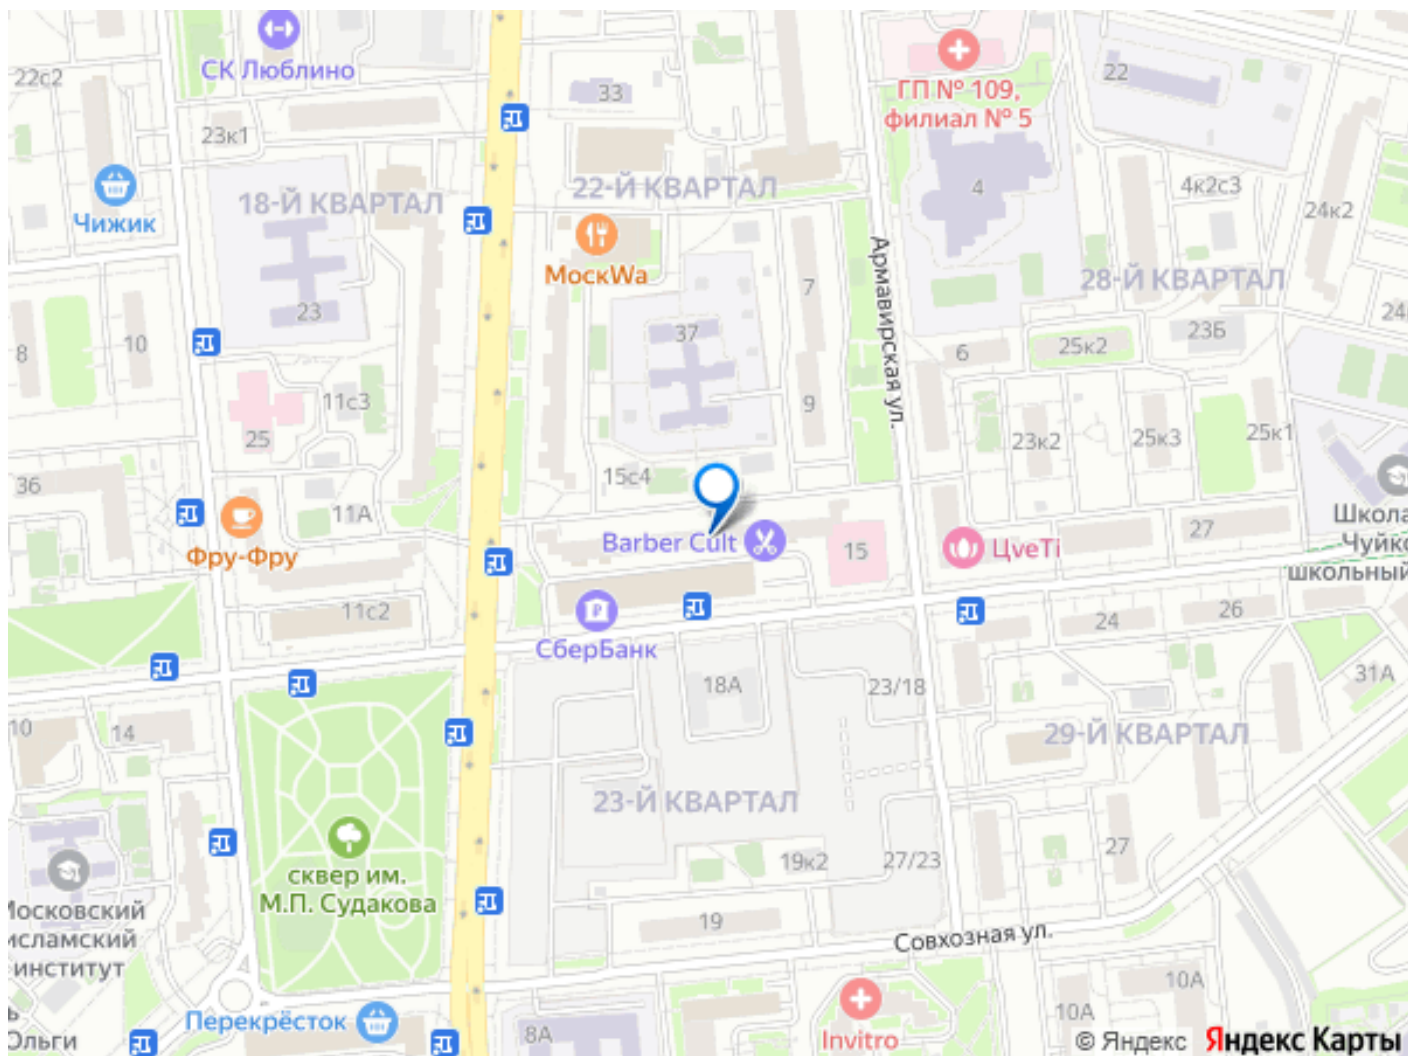 22с2
СК Люблино
33
ГП № 109,
филиал № 5
22
23к1
18-Й КВАРТАЛ
22-Й КВАРТАЛ
4
4к2с3
24к2
Чижик
МоскWa
Армавирская ул.
28-Й КВАРТАЛ
7
23
37
23Б
24
8
10
6
25к2
11с3
9
25
23к2
25к3
25к1
36
15с4
11А
Фру-Фру
Barber Cult
15
ЦveTi
27
Школа
Чуйко
школьный
11с2
СберБанк
24
26
18А
23/18
31А
10
14
29-Й КВАРТАЛ
23-Й КВАРТАЛ
19к2
27/23
27
сквер им.
М.П. Судакова
Московский
исламский
институт
19
Совхозная ул.
10А
10А
Перекрёсток
Ольги
8А
Invitro
© Яндекс Яндекс Карты